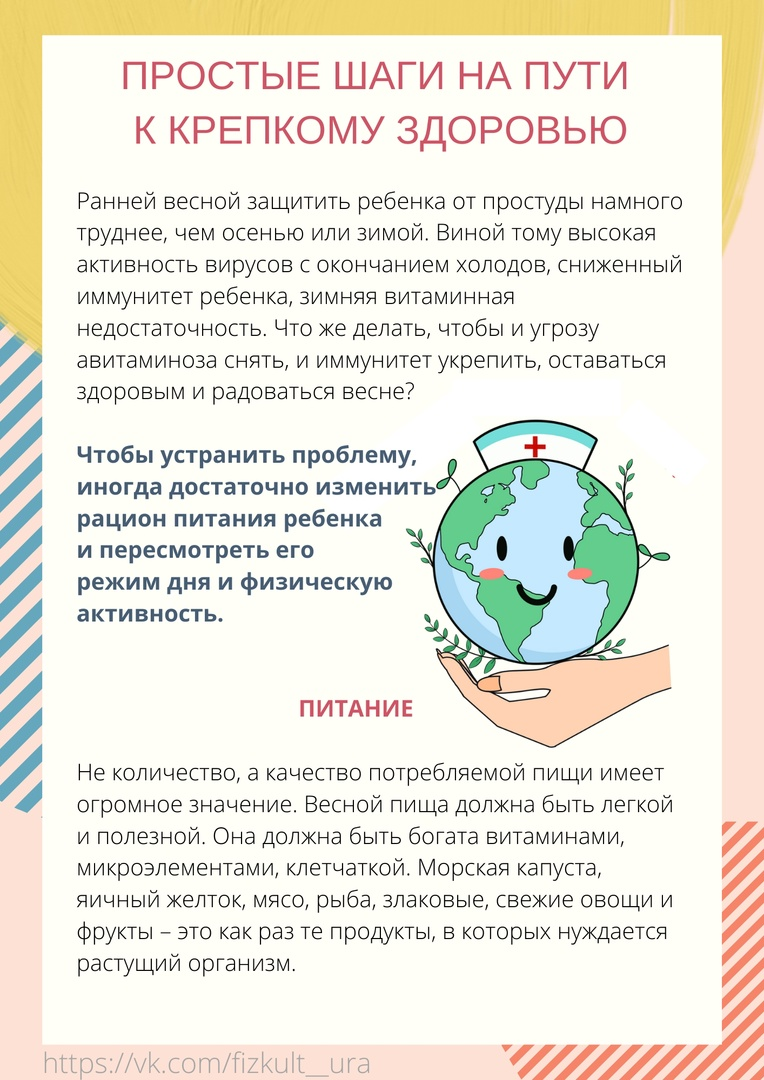 ПРОСТЫЕ ШАГИ НА ПУТИ
К КРЕПКОМУ ЗДОРОВЬЮ
Ранней весной защитить ребенка от простуды намного
труднее, чем осенью или зимой. Виной тому высокая
активность вирусов с окончанием холодов, сниженный
иммунитет ребенка, зимняя витаминная
недостаточность. Что же делать, чтобы и угрозу
авитаминоза снять, и иммунитет укрепить, оставаться
здоровым и радоваться весне?
Чтобы устранить проблему,
иногда достаточно изменить
рацион питания ребенка
и пересмотреть его
режим дня и физическую
активность.
ПИТАНИЕ
Не количество, а качество потребляемой пищи имеет
огромное значение. Весной пища должна быть легкой
и полезной. Она должна быть богата витаминами,
микроэлементами, клетчаткой. Морская капуста,
яичный желток, мясо, рыба, злаковые, свежие овощи и
фрукты – это как раз те продукты, в которых нуждается
растущий организм.
https://vk.com/fizkult__ura